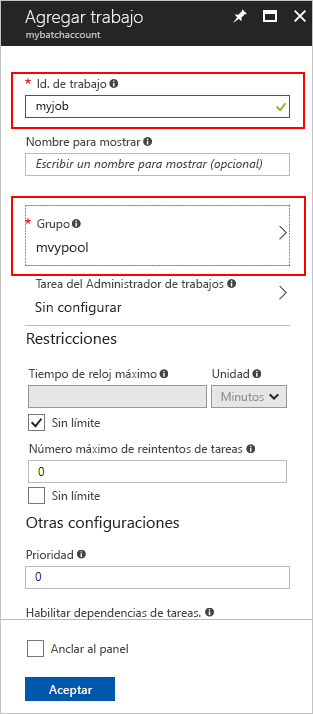 Agregar trabajo
mybatchaccount
* Id. de trabajo
myjob
Nombre para mostrar
Escribir un nombre para mostrar (opcional)
* Grupo
mvypool
Tarea del Administrador de trabajos
Sin configurar
Restricciones
Tiempo de reloj máximo Unidad
Minutos
Sin límite
Número máximo de reintentos de tareas
0
Sin límite
Otras configuraciones
Prioridad
0
Habilitar dependencias de tareas.
Anclar al panel
Aceptar